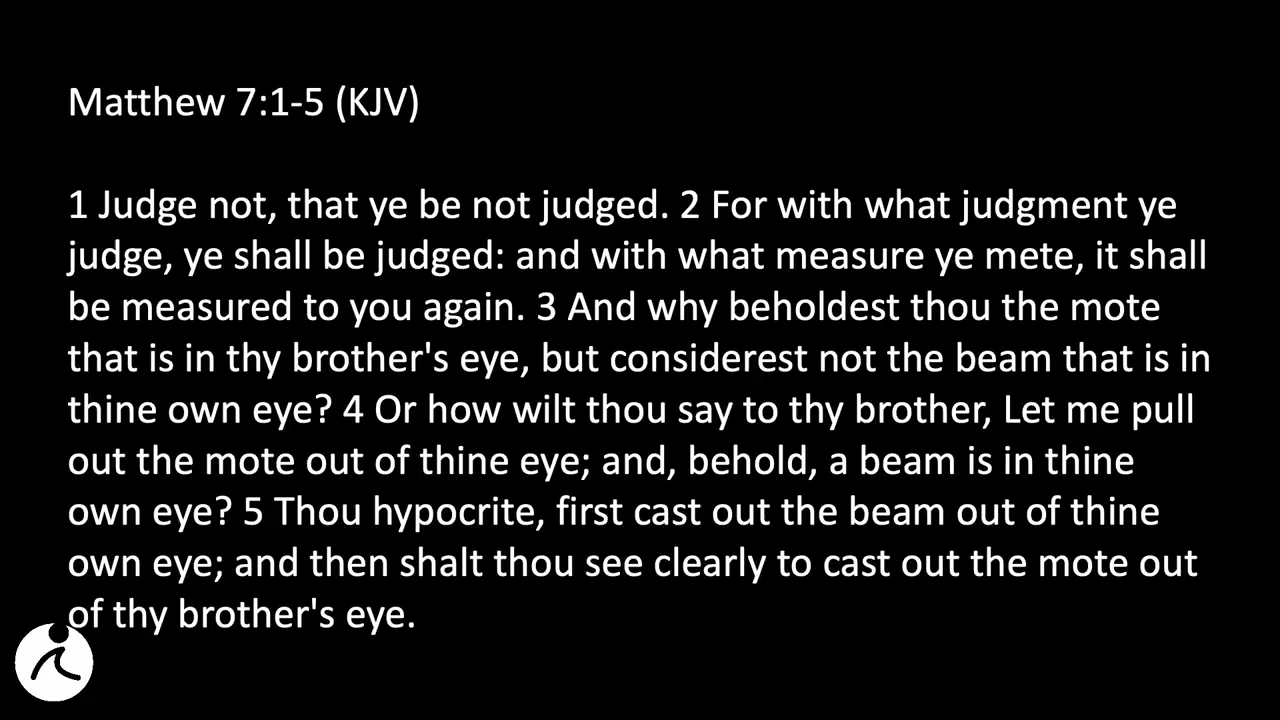 Matthew 7:1-5 (KJV)
1 Judge not, that ye be not judged. 2 For with what judgment ye
judge, ye shall be judged: and with what measure ye mete, it shall
be measured to you again. 3 And why beholdest thou the mote
that is in thy brother's eye, but considerest not the beam that is in
thine own eye? 4 Or how wilt thou say to thy brother, Let me pull
out the mote out of thine eye; and, behold, a beam is in thine
own eye? 5 Thou hypocrite, first cast out the beam out of thine
own eye; and then shalt thou see clearly to cast out the mote out
of thy brother's eye.